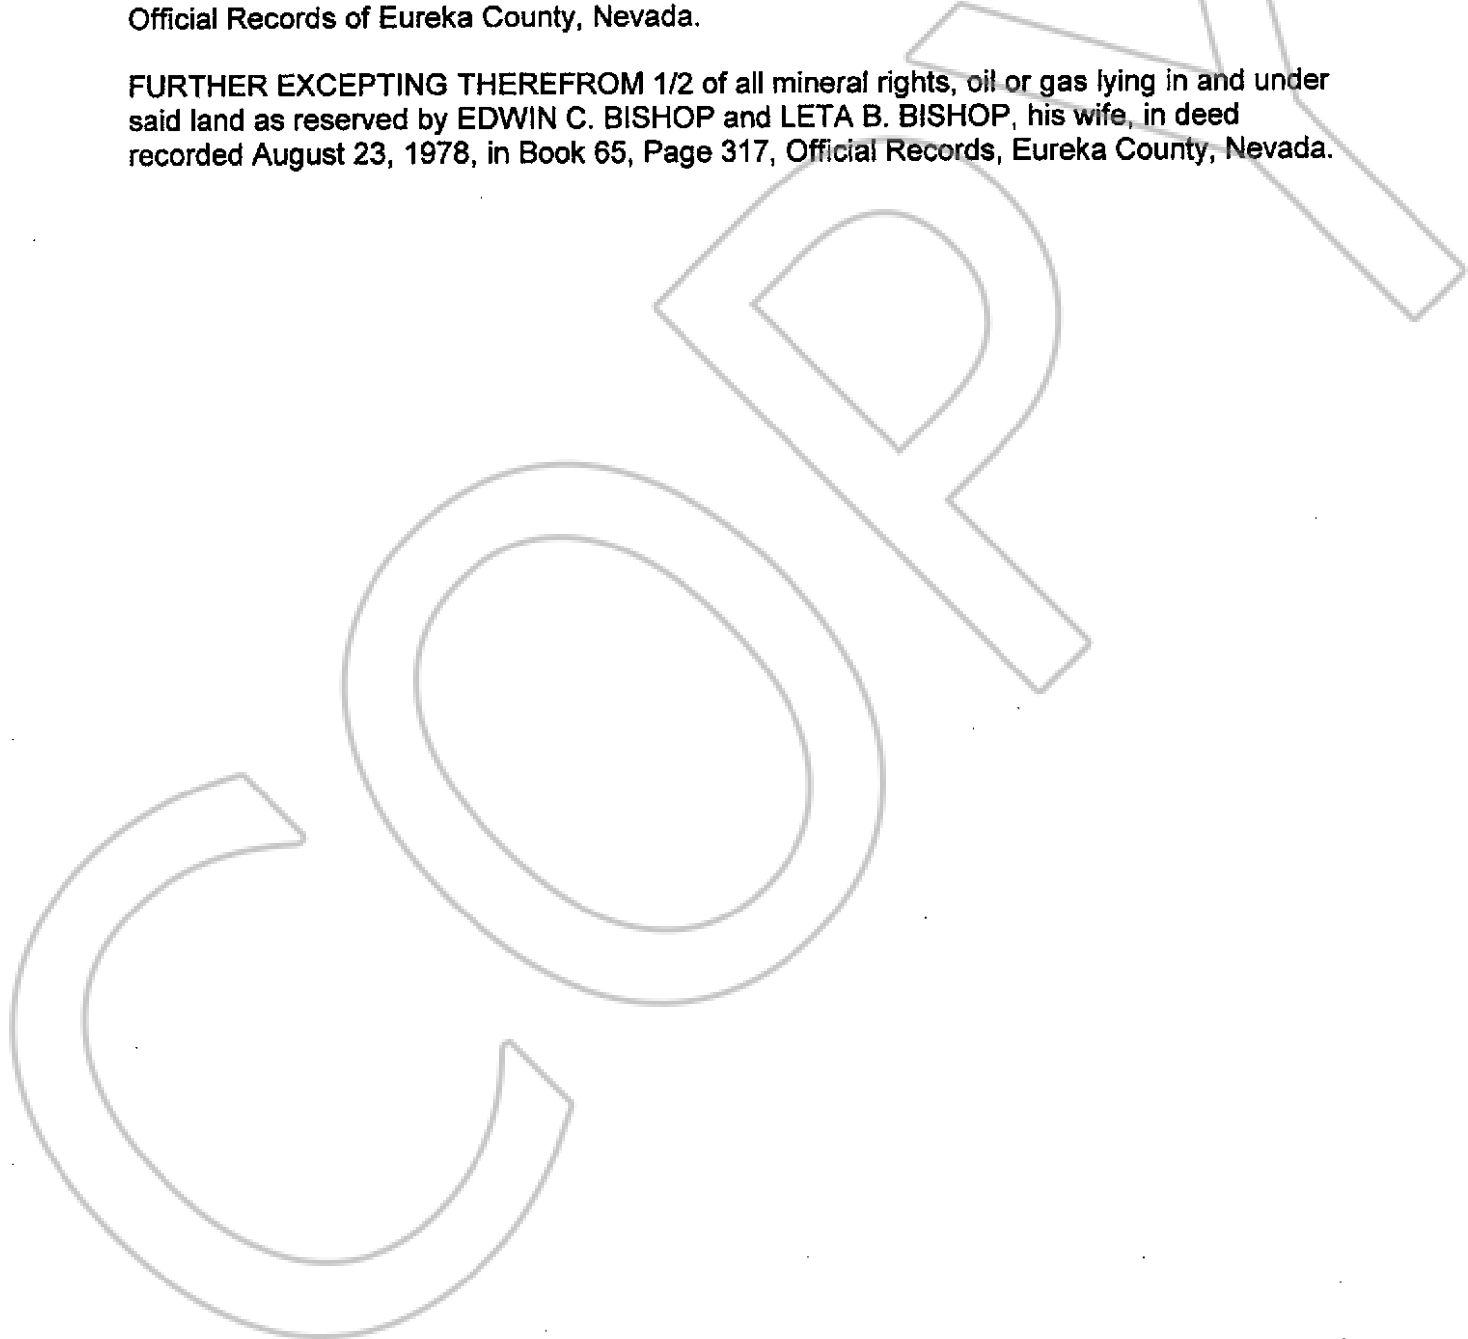 Official Records of Eureka County, Nevada.
FURTHER EXCEPTING THEREFROM 1/2 of all mineral rights, oil or gas lying in and under
said land as reserved by EDWIN C. BISHOP and LETA B. BISHOP, his wife, in deed
recorded August 23, 1978, in Book 65, Page 317, Official Records, Eureka County, Nevada.
COPY